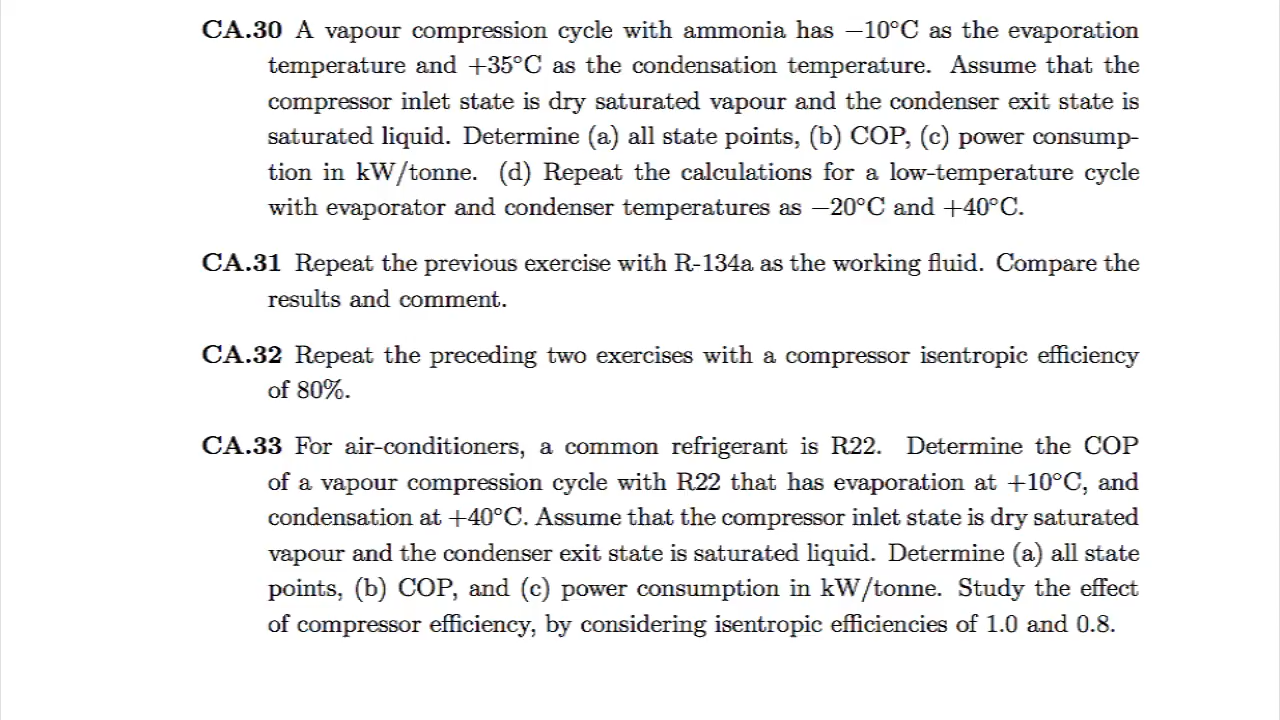 CA.30 A vapour compression cycle with ammonia has −10°C as the evaporation
temperature and +35°C as the condensation temperature. Assume that the
compressor inlet state is dry saturated vapour and the condenser exit state is
saturated liquid. Determine (a) all state points, (b) COP, (c) power consump-
tion in kW/tonne. (d) Repeat the calculations for a low-temperature cycle
with evaporator and condenser temperatures as −20°C and +40°C.
CA.31 Repeat the previous exercise with R-134a as the working fluid. Compare the
results and comment.
CA.32 Repeat the preceding two exercises with a compressor isentropic efficiency
of 80%.
CA.33 For air-conditioners, a common refrigerant is R22. Determine the COP
of a vapour compression cycle with R22 that has evaporation at +10°C, and
condensation at +40°C. Assume that the compressor inlet state is dry saturated
vapour and the condenser exit state is saturated liquid. Determine (a) all state
points, (b) COP, and (c) power consumption in kW/tonne. Study the effect
of compressor efficiency, by considering isentropic efficiencies of 1.0 and 0.8.